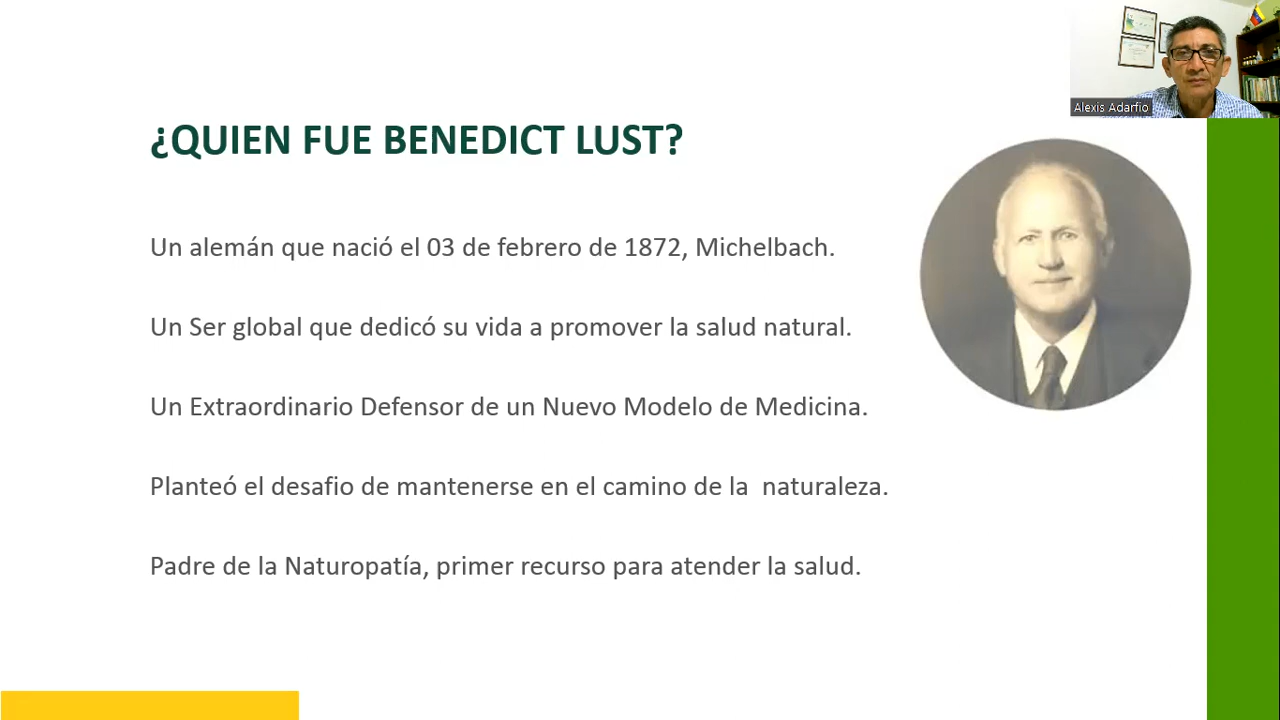 Alexis Adarfio
¿QUIEN FUE BENEDICT LUST?
Un alemán que nació el 03 de febrero de 1872, Michelbach.
Un Ser global que dedicó su vida a promover la salud natural.
Un Extraordinario Defensor de un Nuevo Modelo de Medicina.
Planteó el desafio de mantenerse en el camino de la  naturaleza.
Padre de la Naturopatía, primer recurso para atender la salud.